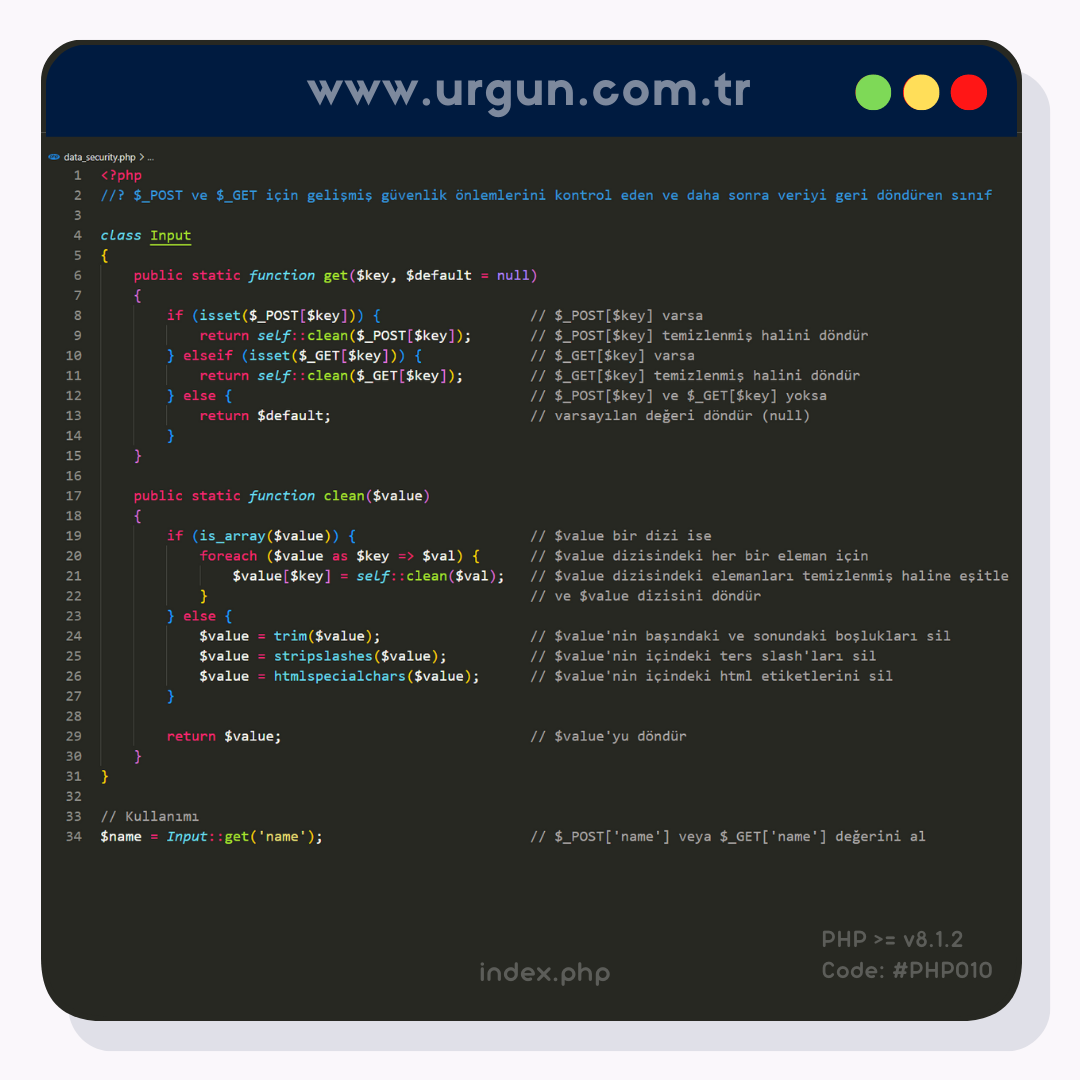 www.urgun.com.tr
data_security.php > ...
1 <?php
2 //? $_POST ve $_GET için gelişmiş güvenlik önlemlerini kontrol eden ve daha sonra veriyi geri döndüren sınıf
3
4 class Input
5 {
6 public static function get($key, $default = null)
7 {
8 if (isset($_POST[$key])) { // $_POST[$key] varsa
9 return self::clean($_POST[$key]); // $_POST[$key] temizlenmiş halini döndür
10 } elseif (isset($_GET[$key])) { // $_GET[$key] varsa
11 return self::clean($_GET[$key]); // $_GET[$key] temizlenmiş halini döndür
12 } else { // $_POST[$key] ve $_GET[$key] yoksa
13 return $default; // varsayılan değeri döndür (null)
14 }
15 }
16
17 public static function clean($value)
18 {
19 if (is_array($value)) { // $value bir dizi ise
20 foreach ($value as $key => $val) { // $value dizisindeki her bir eleman için
21 $value[$key] = self::clean($val); // $value dizisindeki elemanları temizlenmiş haline eşitle
22 } // ve $value dizisini döndür
23 } else {
24 $value = trim($value); // $value'nin başındaki ve sonundaki boşlukları sil
25 $value = stripslashes($value); // $value'nin içindeki ters slash'ları sil
26 $value = htmlspecialchars($value); // $value'nin içindeki html etiketlerini sil
27 }
28
29 return $value; // $value'yu döndür
30 }
31 }
32
33 // Kullanımı
34 $name = Input::get('name'); // $_POST['name'] veya $_GET['name'] değerini al
PHP >= v8.1.2
index.php
Code: #PHP010